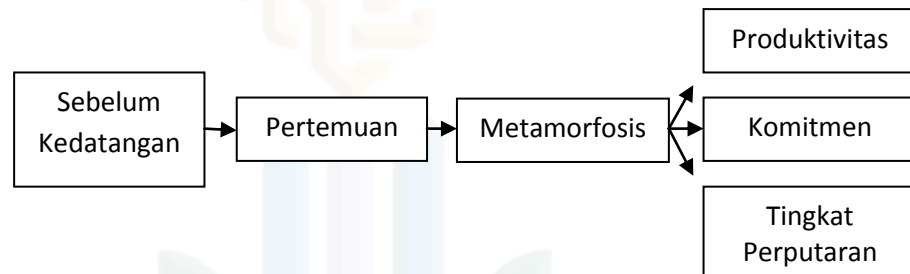 Sebelum
Kedatangan
Pertemuan
Metamorfosis
Produktivitas
Komitmen
Tingkat
Perputaran